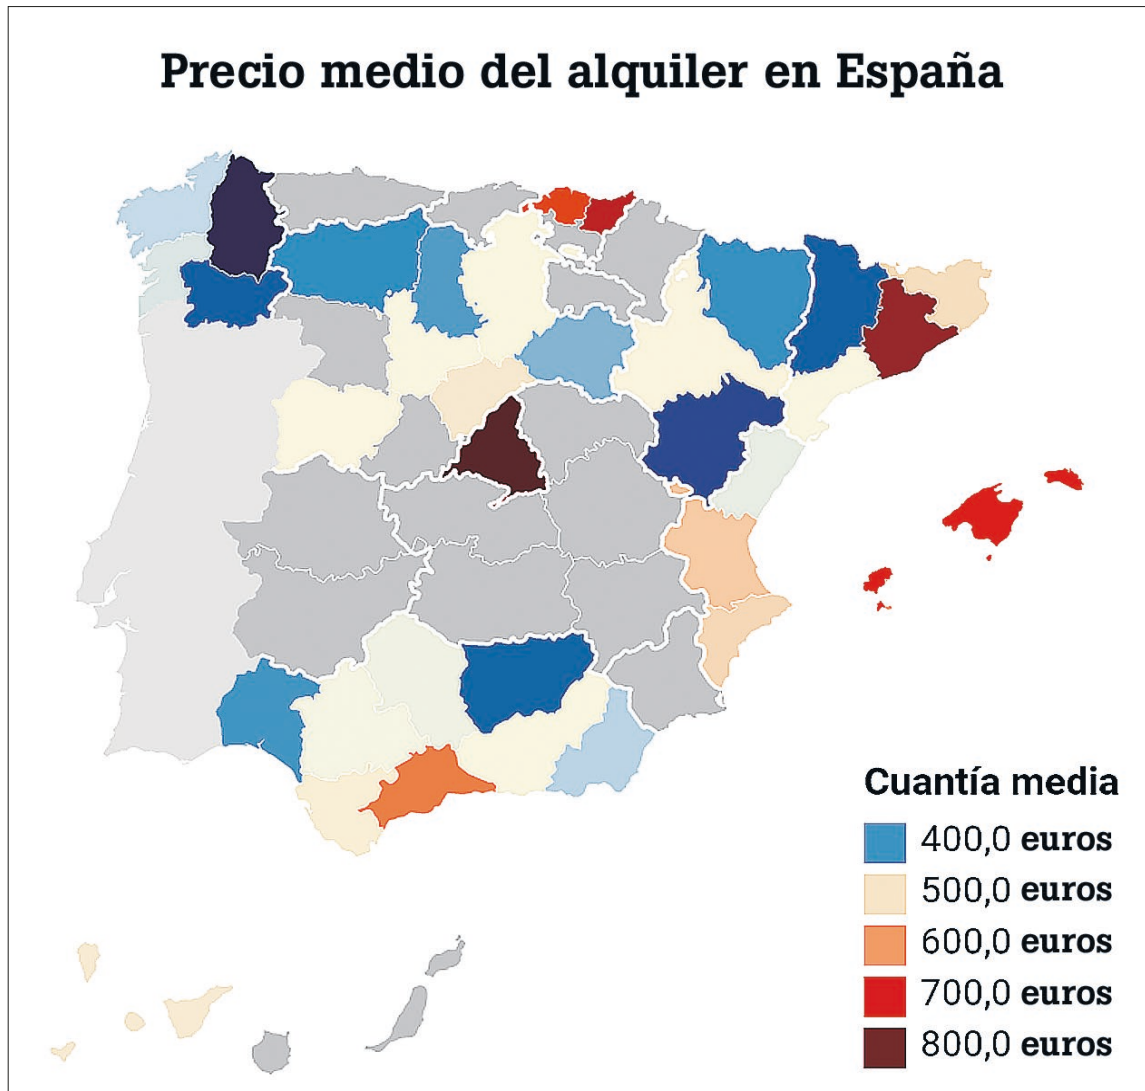 Precio medio del alquiler en España
Cuantía media
400,0 euros
500,0 euros
600,0 euros
700,0 euros
800,0 euros